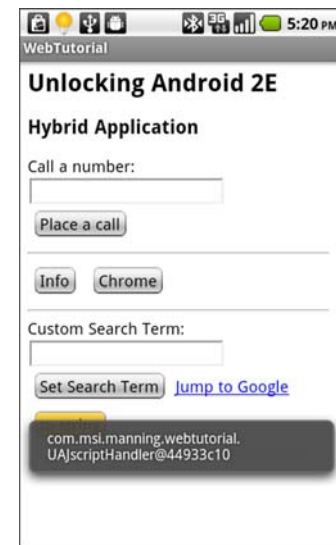 3G
5:20 PM
WebTutorial
Unlocking Android 2E
Hybrid Application
Call a number:
Place a call
Info Chrome
Custom Search Term:
Set Search Term Jump to Google
com.msi.manning.webtutorial.
UAJscriptHandler@44933c10